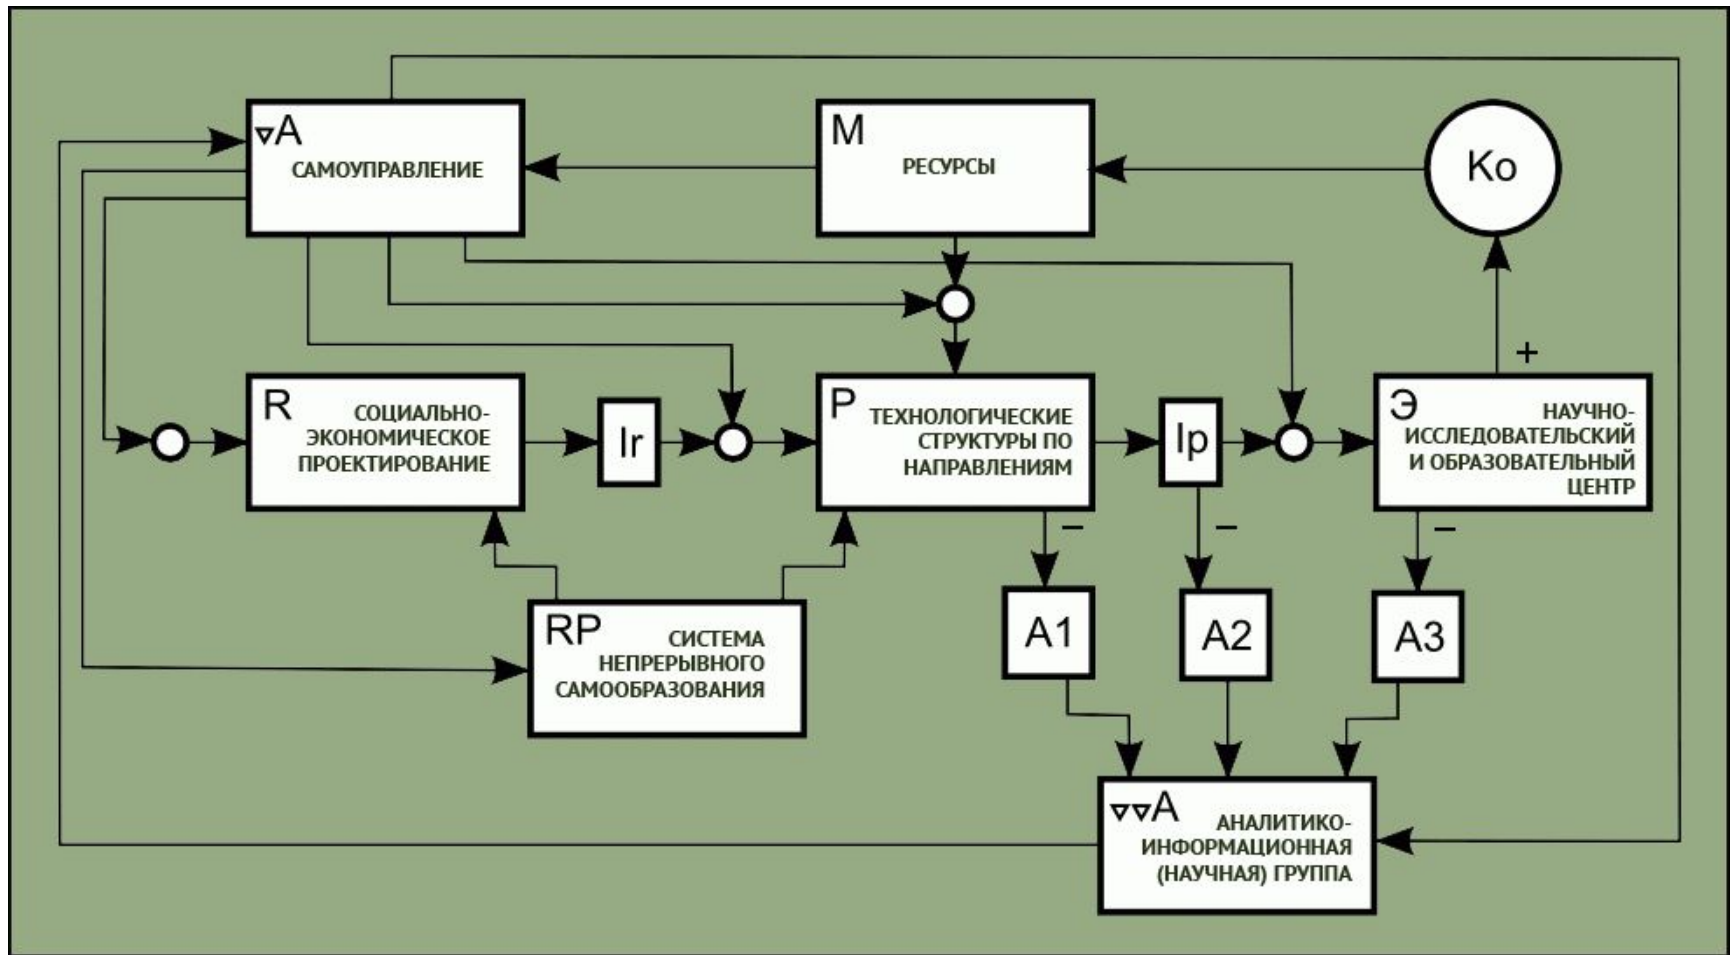 ▿A
САМОУПРАВЛЕНИЕ
M
РЕСУРСЫ
Ko
+
R
СОЦИАЛЬНО-
ЭКОНОМИЧЕСКОЕ
ПРОЕКТИРОВАНИЕ
Ir
P
ТЕХНОЛОГИЧЕСКИЕ
СТРУКТУРЫ ПО
НАПРАВЛЕНИЯМ
Ip
Э
НАУЧНО-
ИССЛЕДОВАТЕЛЬСКИЙ
И ОБРАЗОВАТЕЛЬНЫЙ
ЦЕНТР
–
–
–
RP
СИСТЕМА
НЕПРЕРЫВНОГО
САМООБРАЗОВАНИЯ
A1
A2
A3
▿▿A
АНАЛИТИКО-
ИНФОРМАЦИОННАЯ
(НАУЧНАЯ) ГРУППА